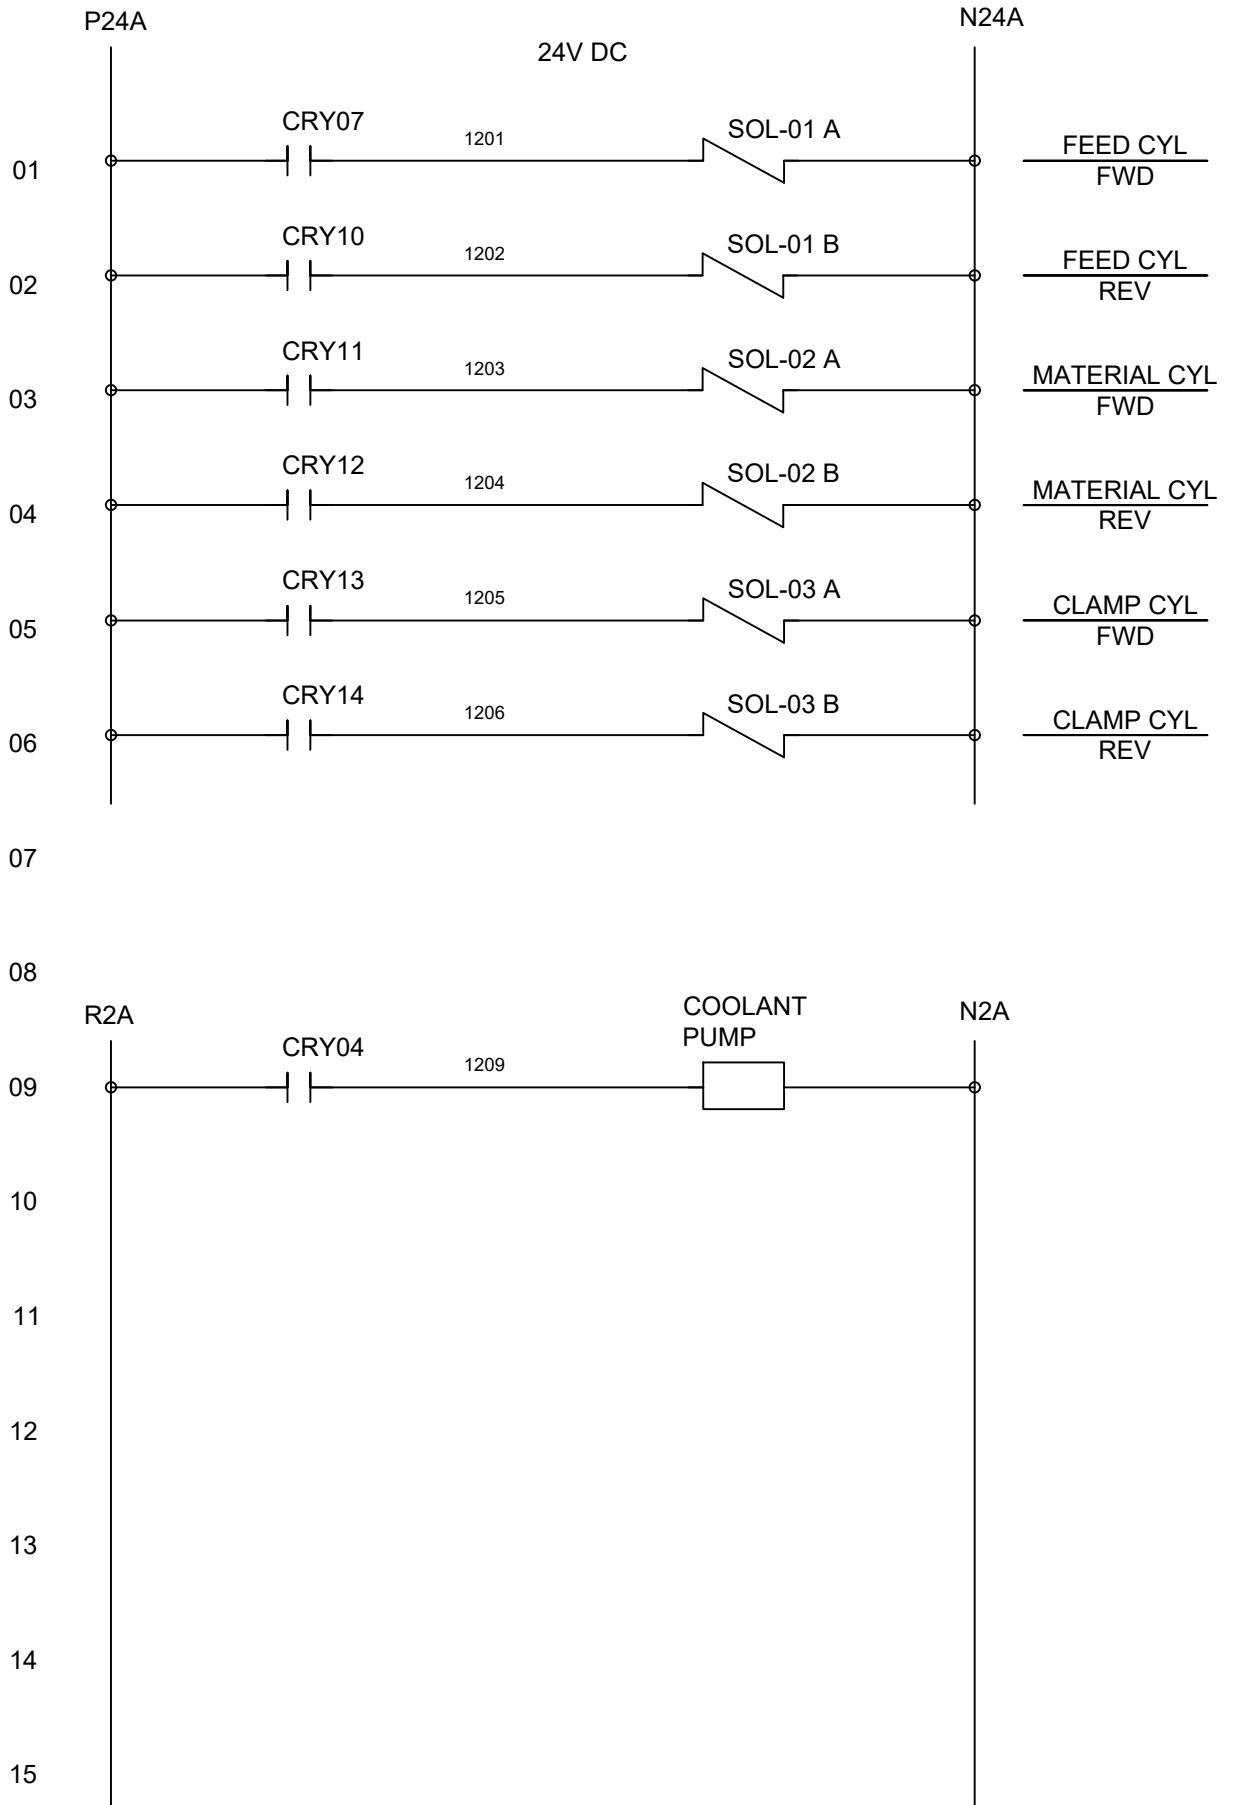 P24A
N24A
24V DC
01
CRY07
1201
SOL-01 A
FEED CYL
FWD
02
CRY10
1202
SOL-01 B
FEED CYL
REV
03
CRY11
1203
SOL-02 A
MATERIAL CYL
FWD
04
CRY12
1204
SOL-02 B
MATERIAL CYL
REV
05
CRY13
1205
SOL-03 A
CLAMP CYL
FWD
06
CRY14
1206
SOL-03 B
CLAMP CYL
REV
07
08
R2A
N2A
09
CRY04
1209
COOLANT
PUMP
10
11
12
13
14
15